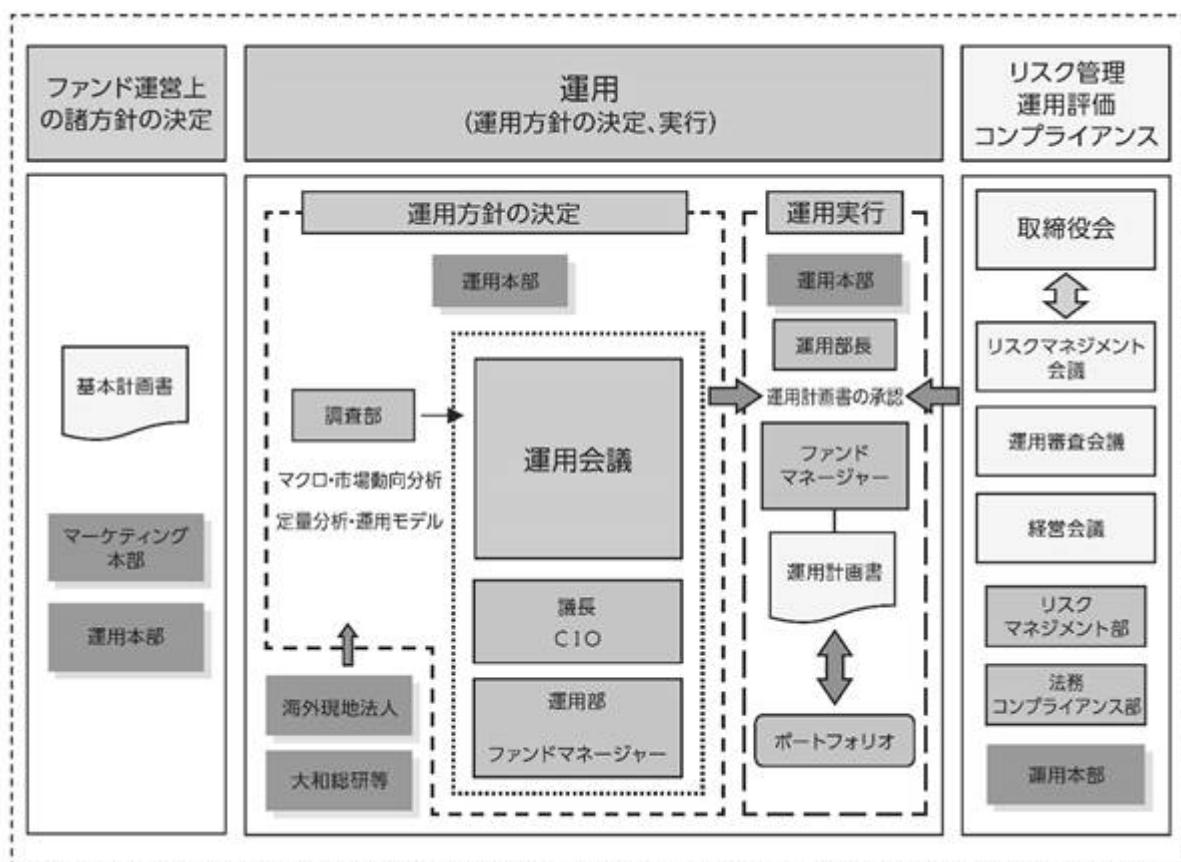 ファンド運営上
の諸方針の決定
運用
(運用方針の決定、実行)
リスク管理
運用評価
コンプライアンス
基本計画書
マーケティング
本部
運用本部
運用方針の決定
運用本部
調査部
マクロ・市場動向分析
定量分析・運用モデル
海外現地法人
大和総研等
運用会議
議長
CIO
運用部
ファンドマネージャー
運用実行
運用本部
運用部長
運用計画書の承認
ファンド
マネージャー
運用計画書
ポートフォリオ
取締役会
リスクマネジメント
会議
運用審査会議
経営会議
リスク
マネジメント部
法務
コンプライアンス部
運用本部